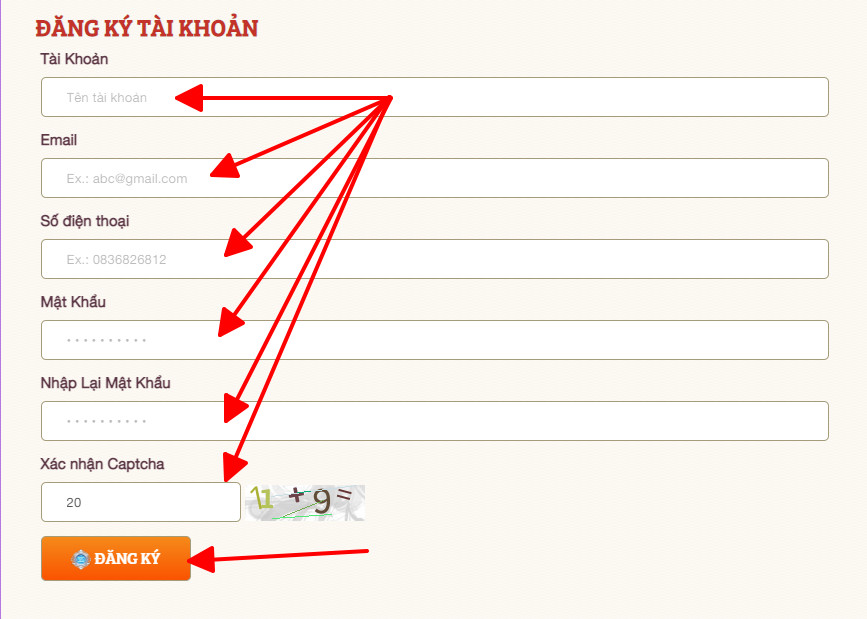 ĐĂNG KÝ TÀI KHOẢN
Tài Khoản
Tên tài khoản
Email
Ex.: abc@gmail.com
Số điện thoại
Ex.: 0836826812
Mật Khẩu
• • • • • • • • • •
Nhập Lại Mật Khẩu
• • • • • • • • • •
Xác nhận Captcha
20 11 + 9 =
ĐĂNG KÝ